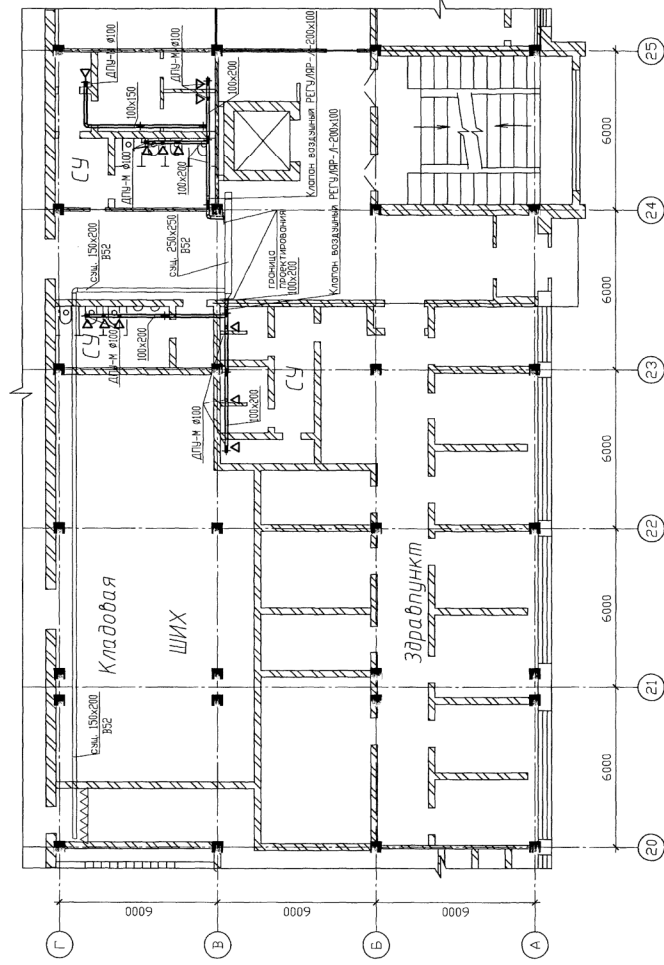 ДПУ-М Ø100
ДПУ-М Ø100
100х200
100х150
Клапан воздушный РЕГУЛЯР-Л-200х100
СУ
ДПУ-М Ø100
100х200
сущ. 150х200
В52
сущ. 250х250
В52
граница
проектирования
100х200
Клапан воздушный РЕГУЛЯР-Л-200х100
СУ
ДПУ-М Ø100
100х200
ДПУ-М Ø100
100х200
СУ
Кладовая
ШИХ
Здравпункт
сущ. 150х200
В52
6000
6000
6000
6000
6000
25
24
23
22
21
20
6000
6000
6000
Г
В
Б
А